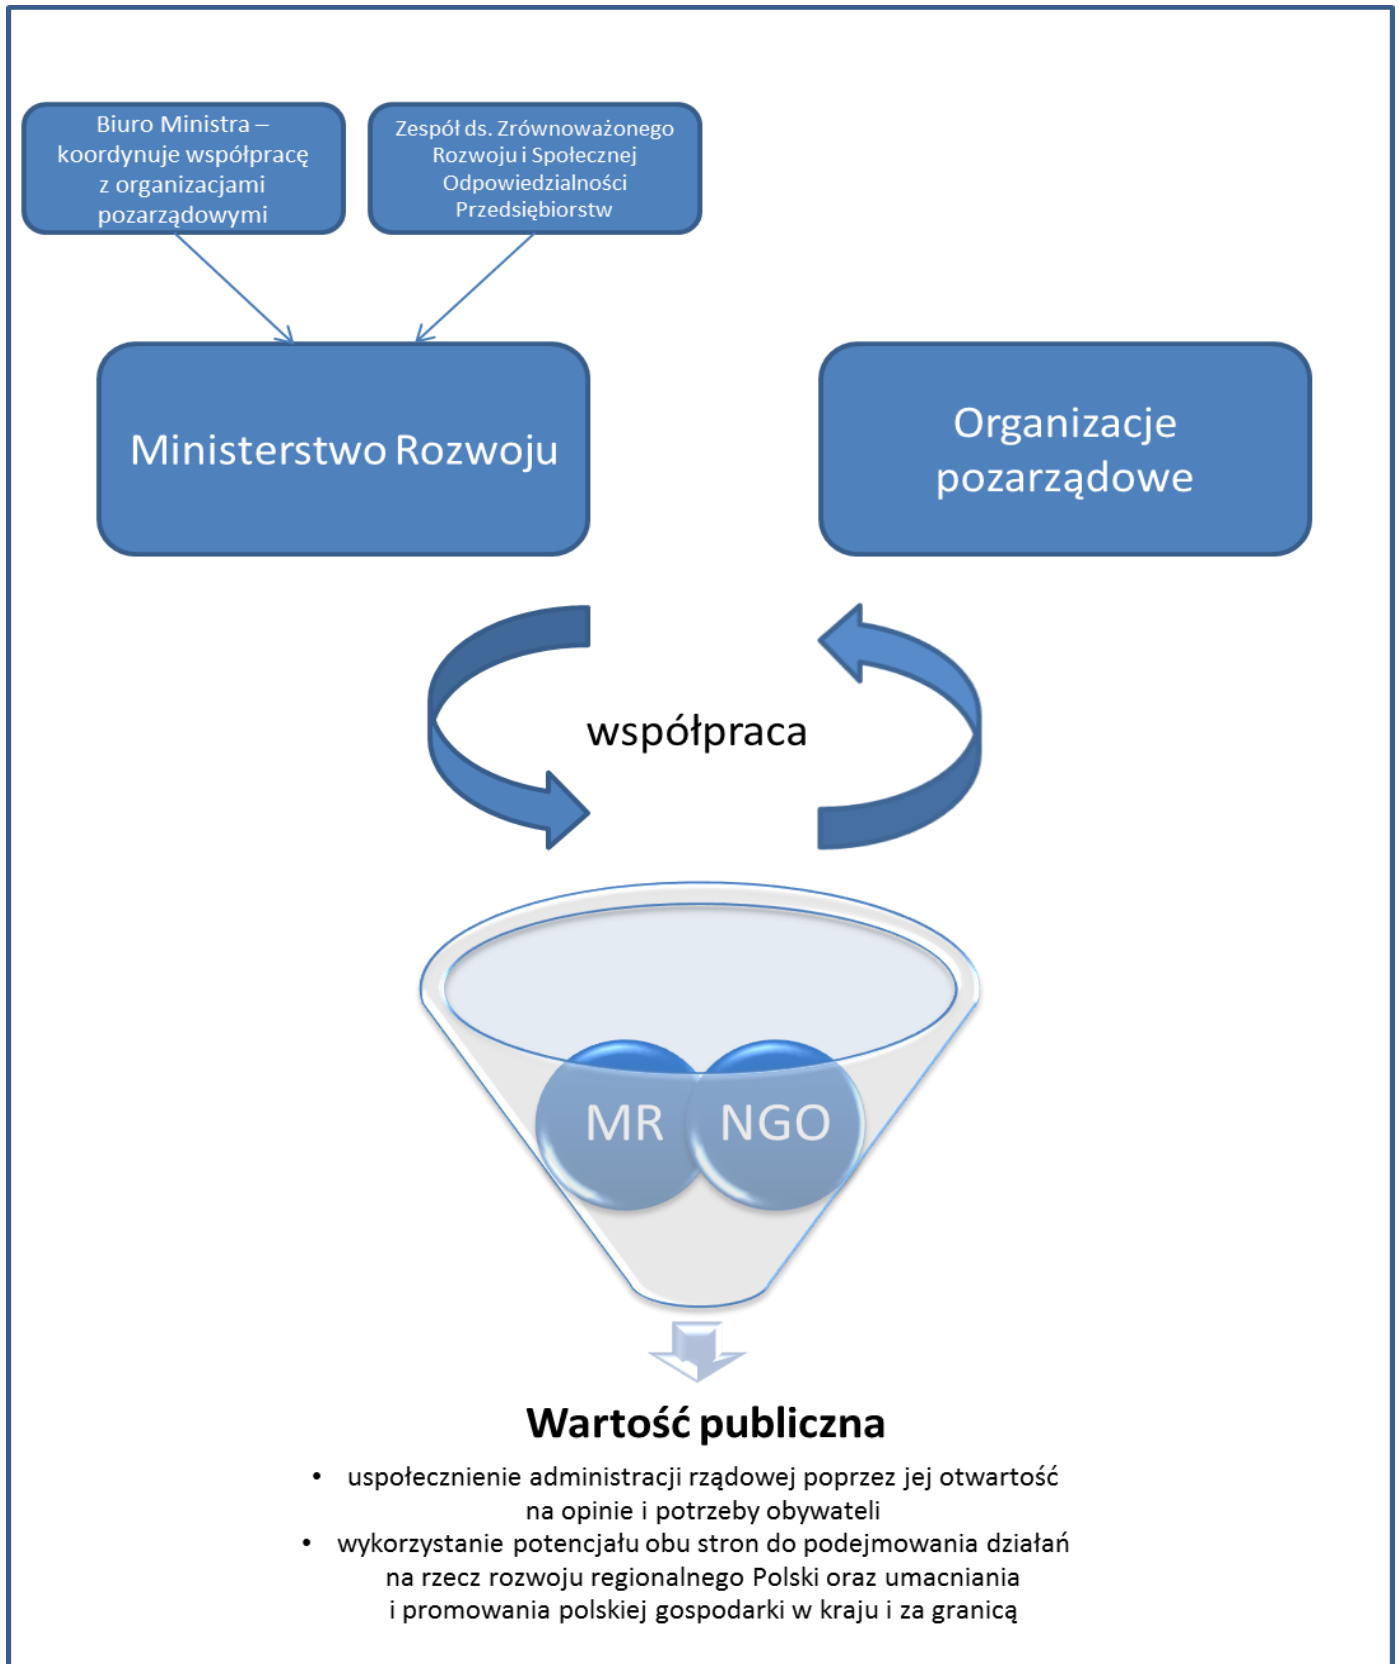 Biuro Ministra –
koordynuje współpracę
z organizacjami
pozarządowymi
Zespół ds. Zrównoważonego
Rozwoju i Społecznej
Odpowiedzialności
Przedsiębiorstw
Ministerstwo Rozwoju
Organizacje
pozarządowe
współpraca
MR
NGO
Wartość publiczna
• uspołecznienie administracji rządowej poprzez jej otwartość
na opinie i potrzeby obywateli
• wykorzystanie potencjału obu stron do podejmowania działań
na rzecz rozwoju regionalnego Polski oraz umacniania
i promowania polskiej gospodarki w kraju i za granicą